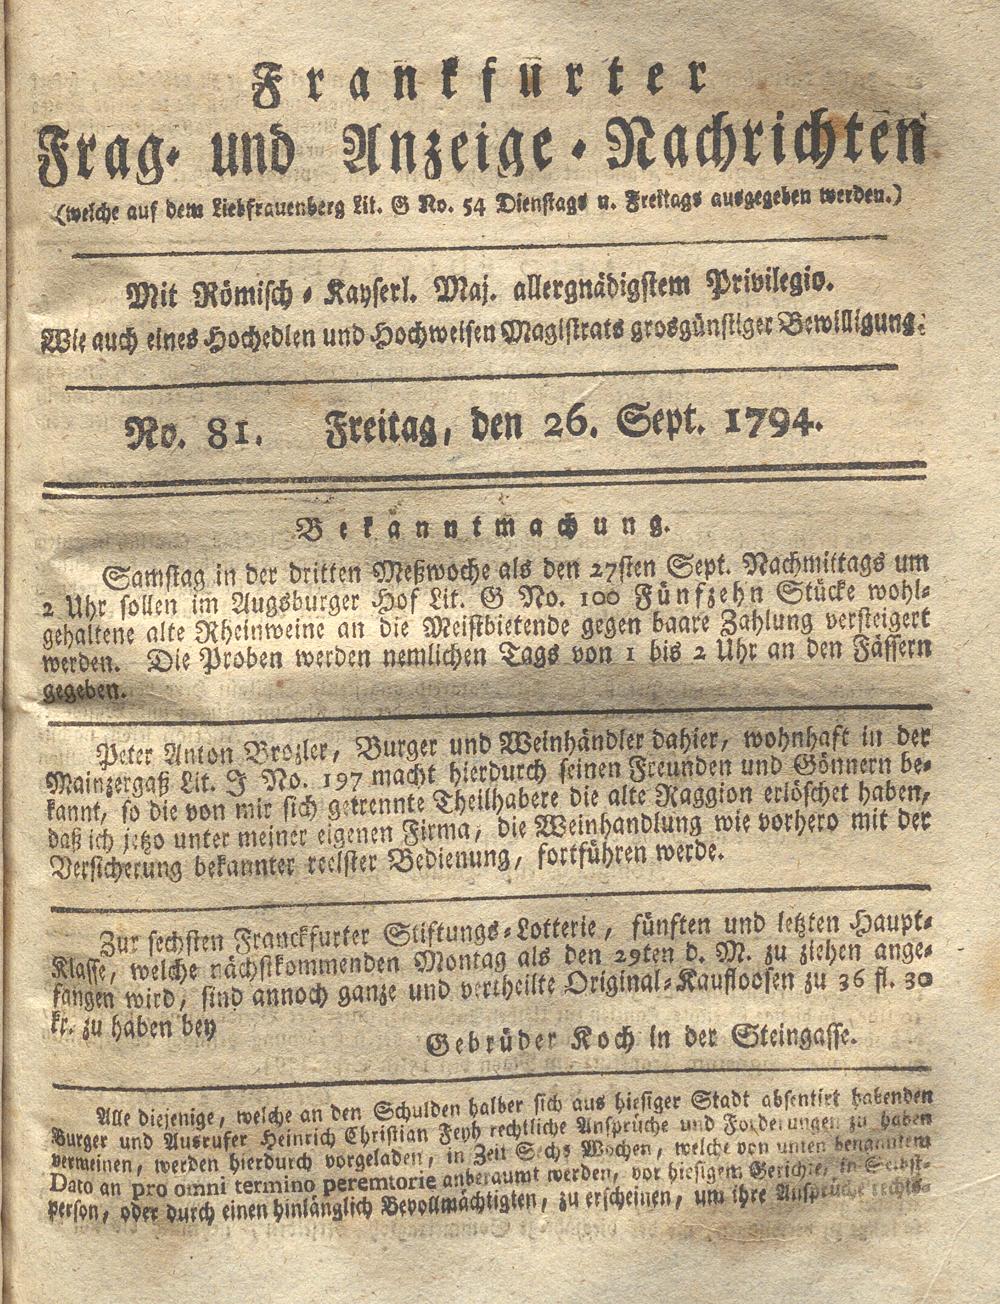 Frankfurter
Frag- und Anzeige-Nachrichten
(welche auf dem Liebfrauenberg Lit. G No. 54 Dienstags u. Freitags ausgegeben werden.)
Mit Römisch-Kayserl. Maj. allergnädigstem Privilegio.
Wie auch eines Hochedlen und Hochweisen Magistrats grosgünstiger Bewilligung.
No. 81. Freitag, den 26. Sept. 1794.
Bekanntmachung.
Samstag in der dritten Meßwoche als den 27sten Sept. Nachmittags um
2 Uhr sollen im Augsburger Hof Lit. G No. 100 Fünfzehn Stücke wohl-
gehaltene alte Rheinweine an die Meistbietende gegen baare Zahlung versteigert
werden. Die Proben werden nemlichen Tags von 1 bis 2 Uhr an den Fässern
gegeben.
Peter Anton Brozler, Burger und Weinhändler dahier, wohnhaft in der
Mainzergaß Lit. J No. 197 macht hierdurch seinen Freunden und Gönnern be-
kannt, so die von mir sich getrennte Theilhabere die alte Raggion erlöschet haben,
daß ich jetzo unter meiner eigenen Firma, die Weinhandlung wie vorhero mit der
Versicherung bekannter reelster Bedienung, fortführen werde.
Zur sechsten Franckfurter Stiftungs-Lotterie, fünften und letzten Haupt-
Klasse, welche nächstkommenden Montag als den 29ten d. M. zu ziehen ange-
fangen wird, sind annoch ganze und vertheilte Original-Kaufloosen zu 36 fl. 30
kr. zu haben bey
Gebrüder Koch in der Steingasse.
Alle diejenige, welche an den Schulden halber sich aus hiesiger Stadt absentirt habenden
Burger und Ausrufer Heinrich Christian Feyh rechtliche Ansprüche und Forderungen zu haben
vermeinen, werden hierdurch vorgeladen, in Zeit Sechs Wochen, welche von unten benanntem
Dato an pro omni termino peremtorie anberaumt werden, vor hiesigem Gerichte, in Selbst-
person, oder durch einen hinlänglich Bevollmächtigten, zu erscheinen, um ihre Ansprüche rechts-